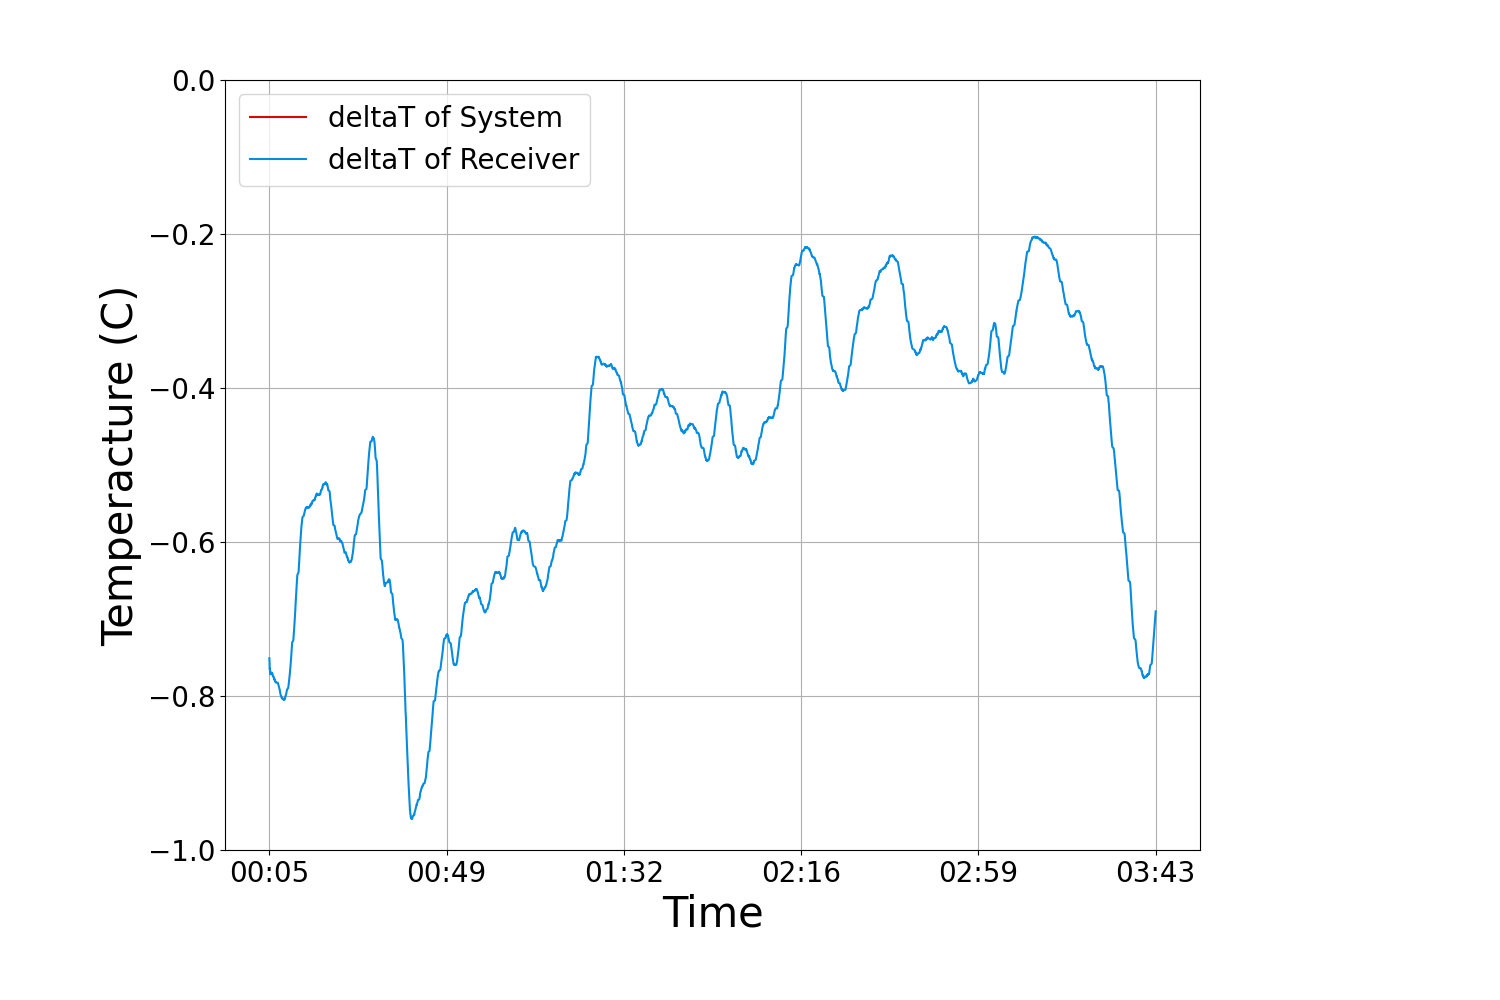 0.0
deltaT of System
deltaT of Receiver
−0.2
−0.4
Temperacture (C)
−0.6
−0.8
−1.0
00:05 00:49 01:32 02:16 02:59 03:43
Time